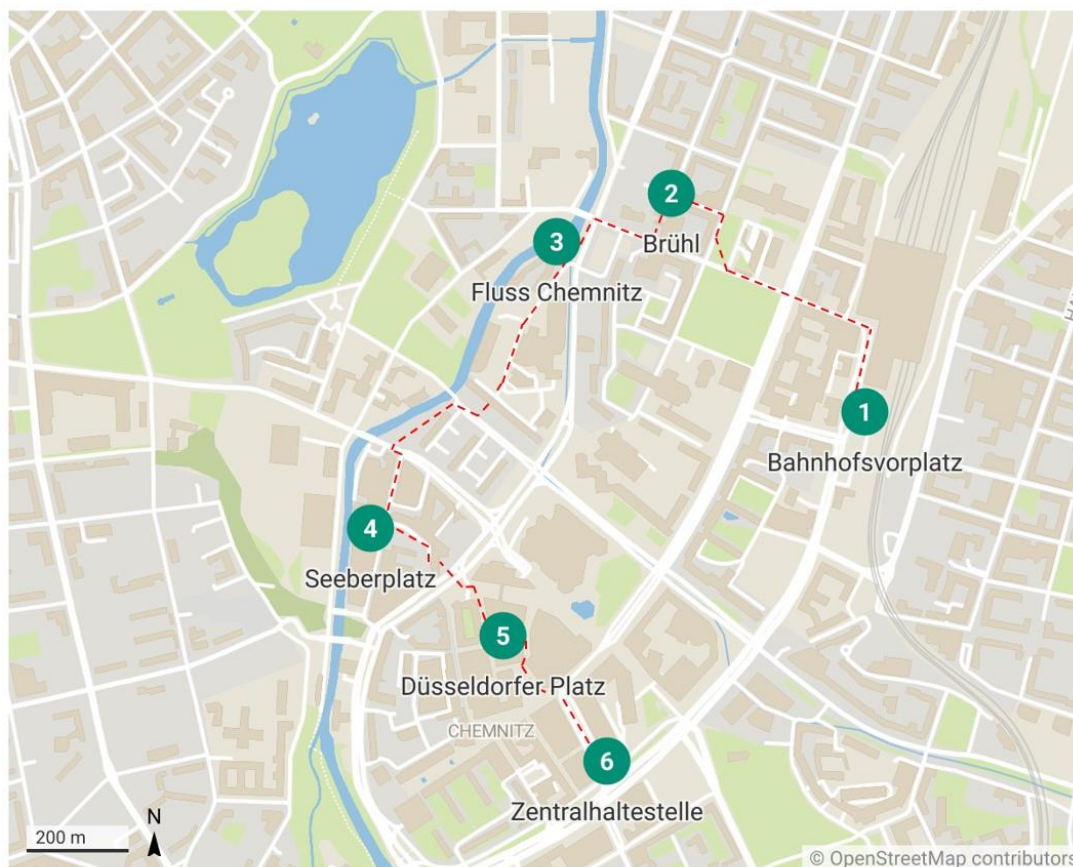 2
Brühl
3
Fluss Chemnitz
1
Bahnhofsvorplatz
4
Seeberplatz
5
Düsseldorfer Platz
CHEMNITZ
6
Zentralhaltestelle
200 m
N
© OpenStreetMap contributors